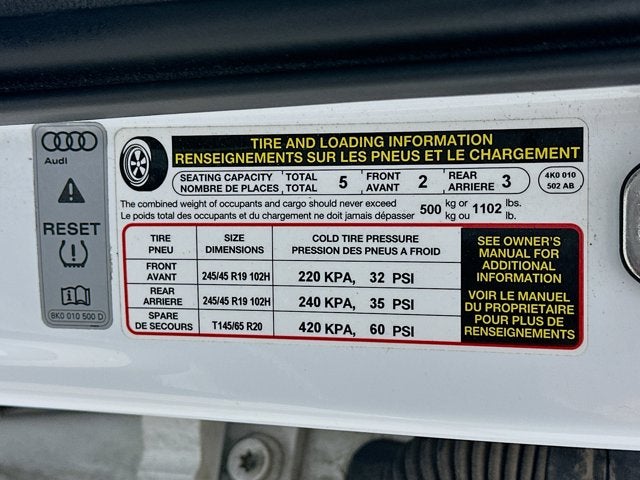 Audi
RESET
8K0 010 500 D
TIRE AND LOADING INFORMATION
RENSEIGNEMENTS SUR LES PNEUS ET LE CHARGEMENT
SEATING CAPACITY TOTAL 5 FRONT 2 REAR 3
NOMBRE DE PLACES TOTAL AVANT ARRIERE
4K0 010
502 AB
The combined weight of occupants and cargo should never exceed 500 kg or 1102 lbs.
Le poids total des occupants et du chargement ne doit jamais dépasser kg ou lb.
TIRE SIZE COLD TIRE PRESSURE
PNEU DIMENSIONS PRESSION DES PNEUS A FROID
FRONT
AVANT 245/45 R19 102H 220 KPA, 32 PSI
REAR
ARRIERE 245/45 R19 102H 240 KPA, 35 PSI
SPARE
DE SECOURS T145/65 R20 420 KPA, 60 PSI
SEE OWNER'S
MANUAL FOR
ADDITIONAL
INFORMATION
VOIR LE MANUEL
DU PROPRIETAIRE
POUR PLUS DE
RENSEIGNEMENTS